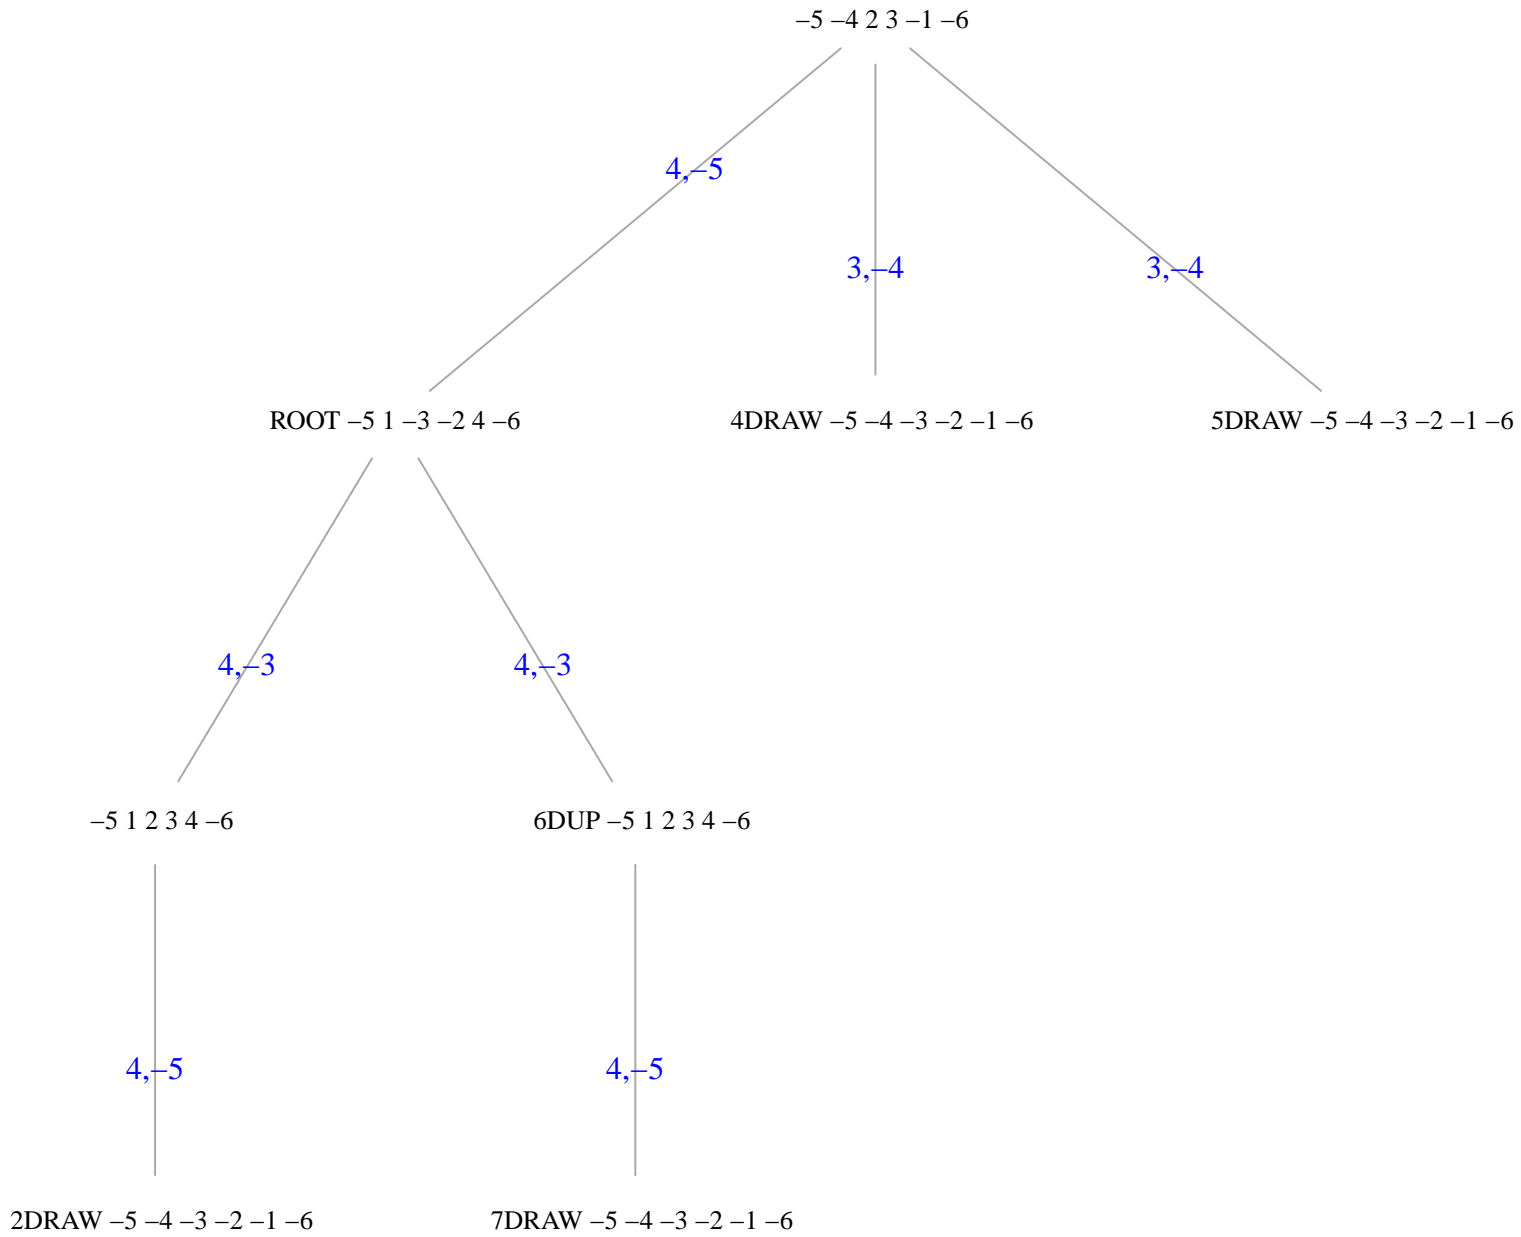 –5 –4 2 3 –1 –6
4,–5
3,–4
3,–4
ROOT –5 1 –3 –2 4 –6
4DRAW –5 –4 –3 –2 –1 –6
5DRAW –5 –4 –3 –2 –1 –6
4,–3
4,–3
–5 1 2 3 4 –6
6DUP –5 1 2 3 4 –6
4,–5
4,–5
2DRAW –5 –4 –3 –2 –1 –6
7DRAW –5 –4 –3 –2 –1 –6